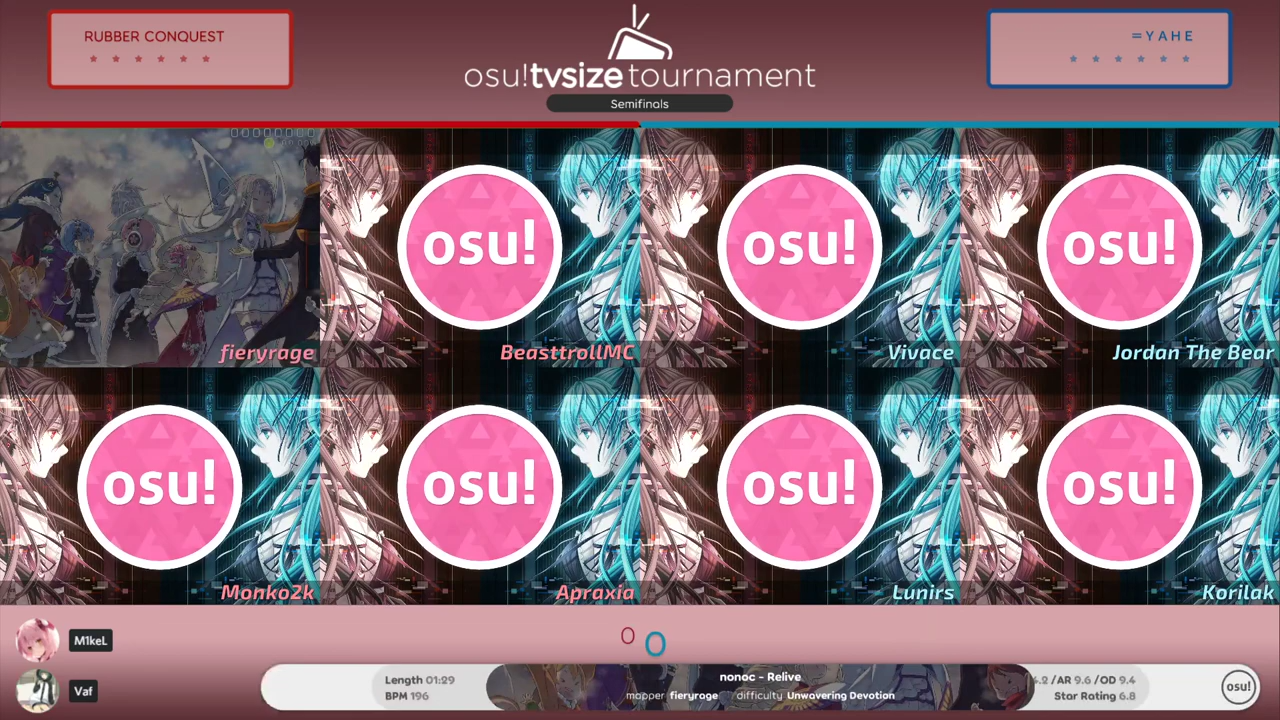 RUBBER CONQUEST
=YAHE
osu!tvsizetournament
Semifinals
osu!
osu!
osu!
fieryrage
BeasttrollMC
Vivace
Jordan The Bear
osu!
osu!
osu!
osu!
Monko2k
Apraxia
Lunirs
Korilak
M1keL
0 0
Vaf
Length 01:29
BPM 196
nonoc - Relive
mapper fieryrage difficulty Unwavering Devotion
/AR 9.6 /OD 9.4
Star Rating 6.8
osu!